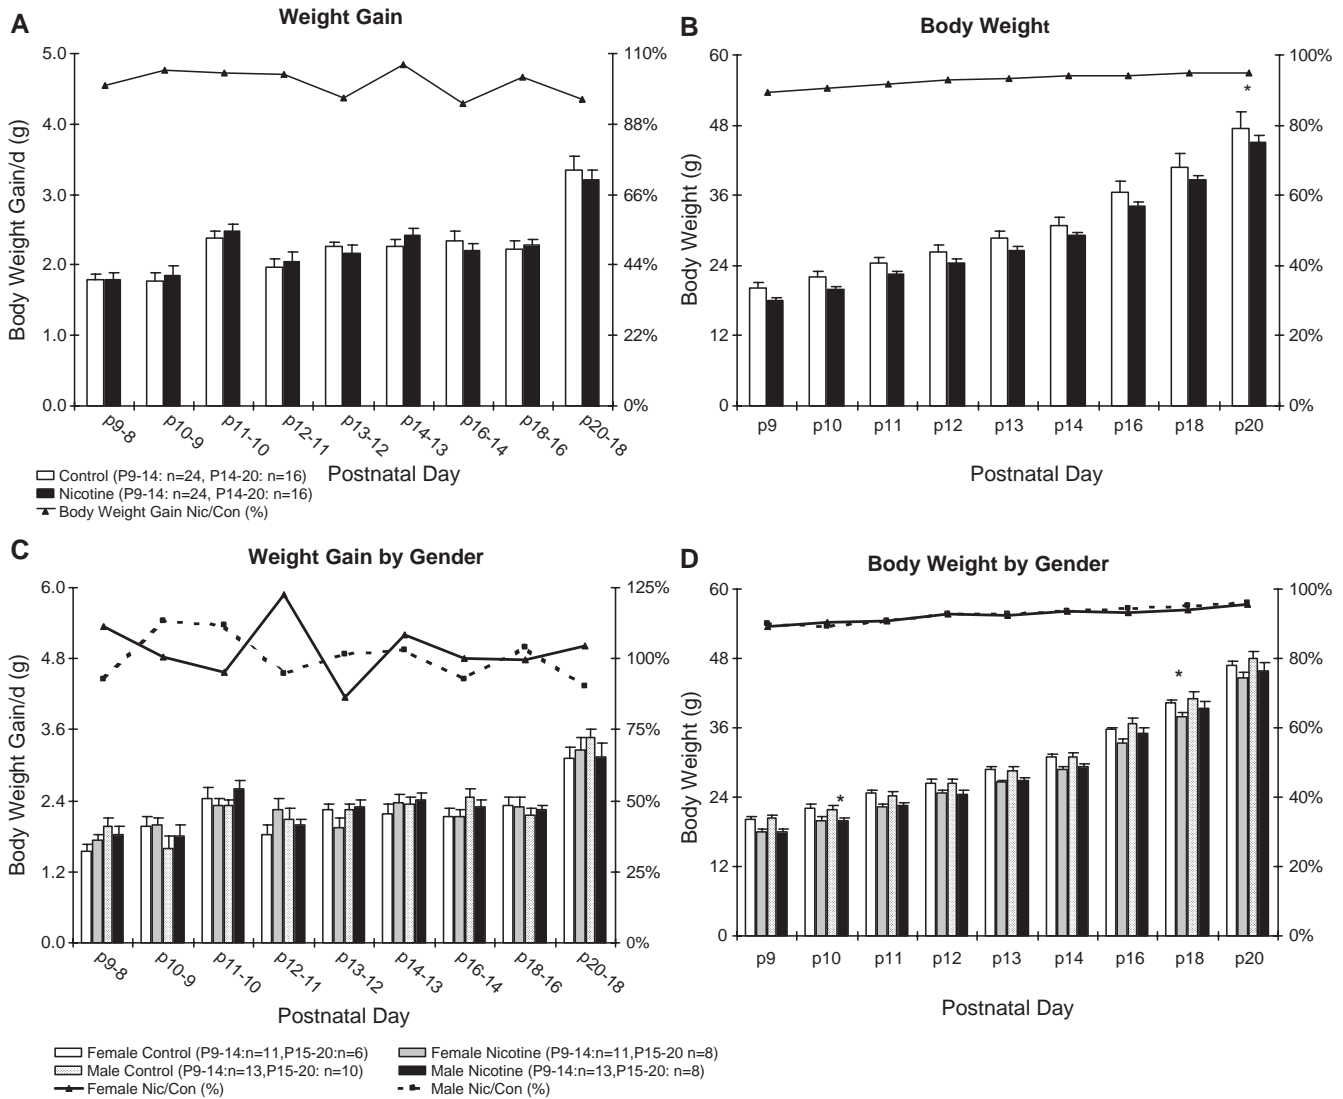 A
Weight Gain
5.0
4.0
3.0
2.0
1.0
0.0
Body Weight Gain/d (g)
110%
88%
66%
44%
22%
0%
p9-8
p10-9
p11-10
p12-11
p13-12
p14-13
p16-14
p18-16
p20-18
Postnatal Day
Control (P9-14: n=24, P14-20: n=16)
Nicotine (P9-14: n=24, P14-20: n=16)
Body Weight Gain Nic/Con (%)
B
Body Weight
60
48
36
24
12
0
Body Weight (g)
100%
80%
60%
40%
20%
0%
*
p9 p10 p11 p12 p13 p14 p16 p18 p20
Postnatal Day
C
Weight Gain by Gender
6.0
4.8
3.6
2.4
1.2
0.0
Body Weight Gain/d (g)
125%
100%
75%
50%
25%
0%
p9-8
p10-9
p11-10
p12-11
p13-12
p14-13
p16-14
p18-16
p20-18
Postnatal Day
D
Body Weight by Gender
60
48
36
24
12
0
Body Weight (g)
100%
80%
60%
40%
20%
0%
*
*
p9 p10 p11 p12 p13 p14 p16 p18 p20
Postnatal Day
Female Control (P9-14:n=11,P15-20:n=6)
Female Nicotine (P9-14:n=11,P15-20 n=8)
Male Control (P9-14:n=13,P15-20: n=10)
Male Nicotine (P9-14:n=13,P15-20: n=8)
Female Nic/Con (%)
Male Nic/Con (%)